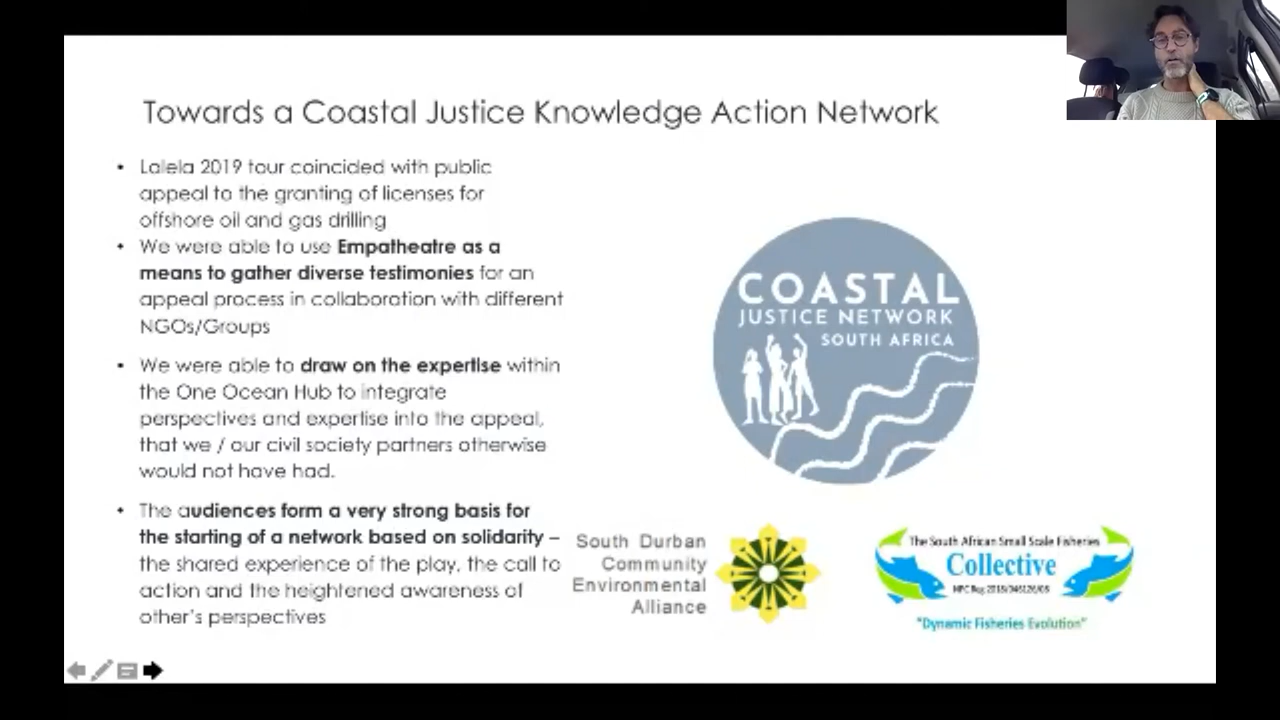 Towards a Coastal Justice Knowledge Action Network
• Lalela 2019 tour coincided with public
appeal to the granting of licenses for
offshore oil and gas drilling
• We were able to use Empatheatre as a
means to gather diverse testimonies for an
appeal process in collaboration with different
NGOs/Groups
• We were able to draw on the expertise within
the One Ocean Hub to integrate
perspectives and expertise into the appeal,
that we / our civil society partners otherwise
would not have had.
• The audiences form a very strong basis for
the starting of a network based on solidarity –
the shared experience of the play, the call to
action and the heightened awareness of
other's perspectives
COASTAL
JUSTICE NETWORK
SOUTH AFRICA
South Durban
Community
Environmental
Alliance
The South African Small Scale Fisheries
Collective
NPC Reg.
"Dynamic Fisheries Evolution"